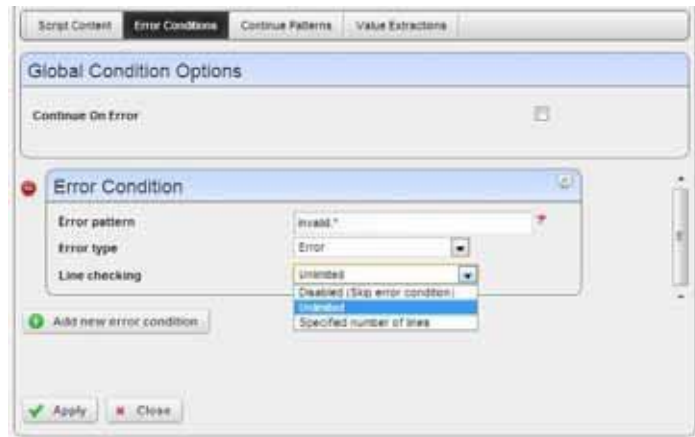 Script Content Error Conditions Continue Patterns Value Extractions
Global Condition Options
Continue On Error
Error Condition
Error pattern invalid.*
Error type Error
Line checking Unlimited
Disabled (Skip error condition)
Unlimited
Specified number of lines
Add new error condition
Apply Close